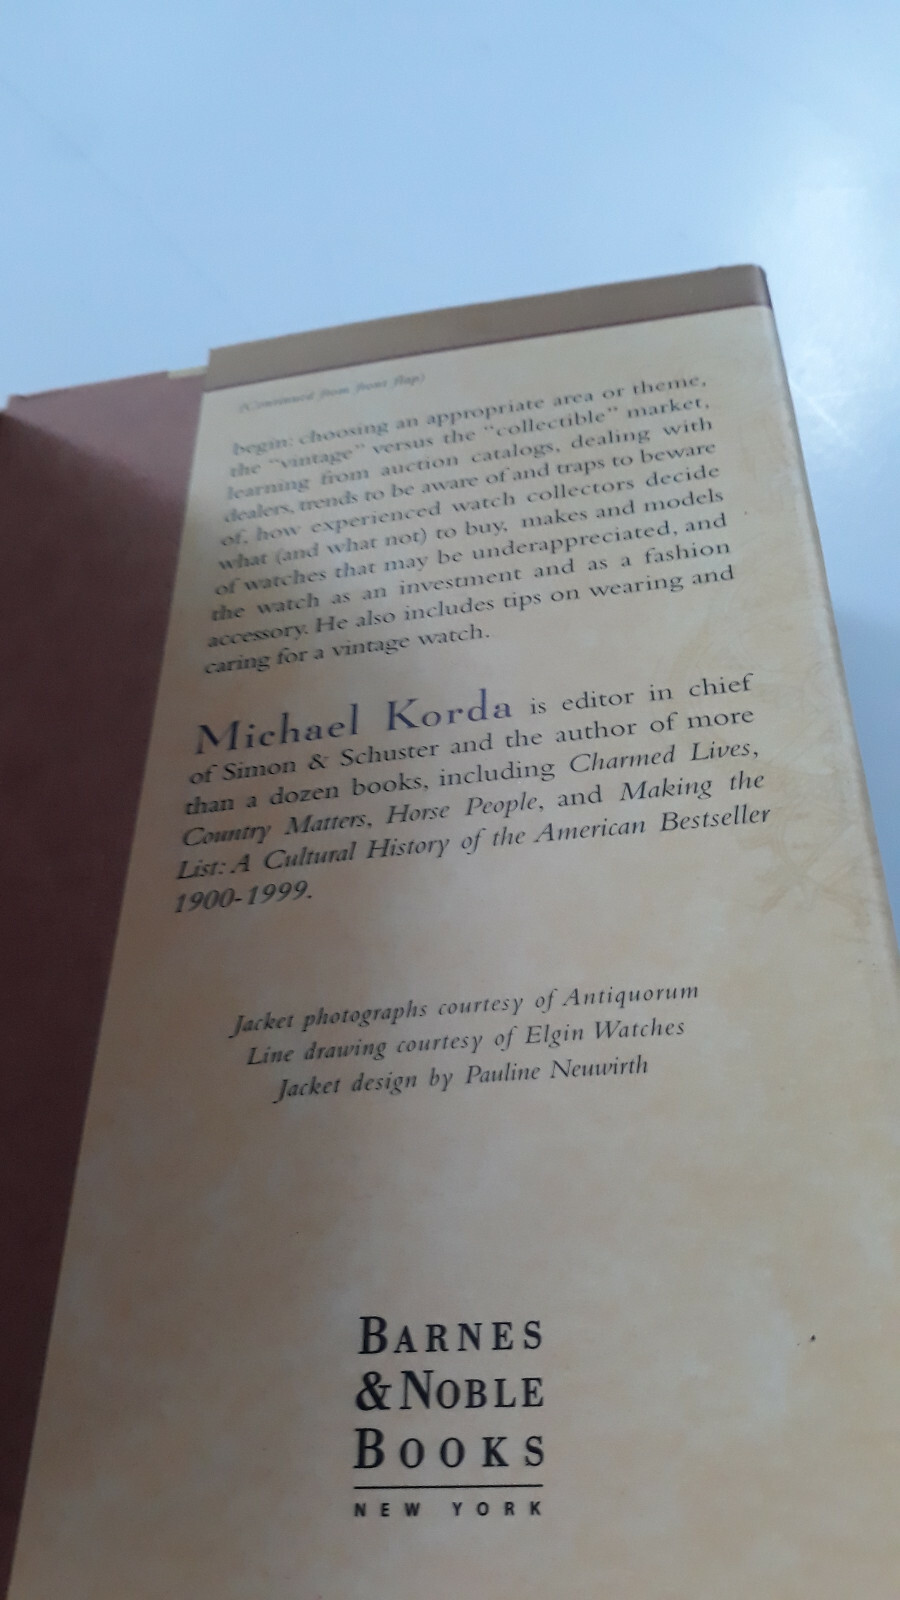 (Continued from front flap)
begin: choosing an appropriate area or theme,
the "vintage" versus the "collectible" market,
learning from auction catalogs, dealing with
dealers, trends to be aware of and traps to beware
of, how experienced watch collectors decide
what (and what not) to buy, makes and models
of watches that may be underappreciated, and
the watch as an investment and as a fashion
accessory. He also includes tips on wearing and
caring for a vintage watch.
Michael Korda is editor in chief
of Simon & Schuster and the author of more
than a dozen books, including Charmed Lives,
Country Matters, Horse People, and Making the
List: A Cultural History of the American Bestseller
1900-1999.
Jacket photographs courtesy of Antiquorum
Line drawing courtesy of Elgin Watches
Jacket design by Pauline Neuwirth
BARNES
& NOBLE
BOOKS
NEW YORK